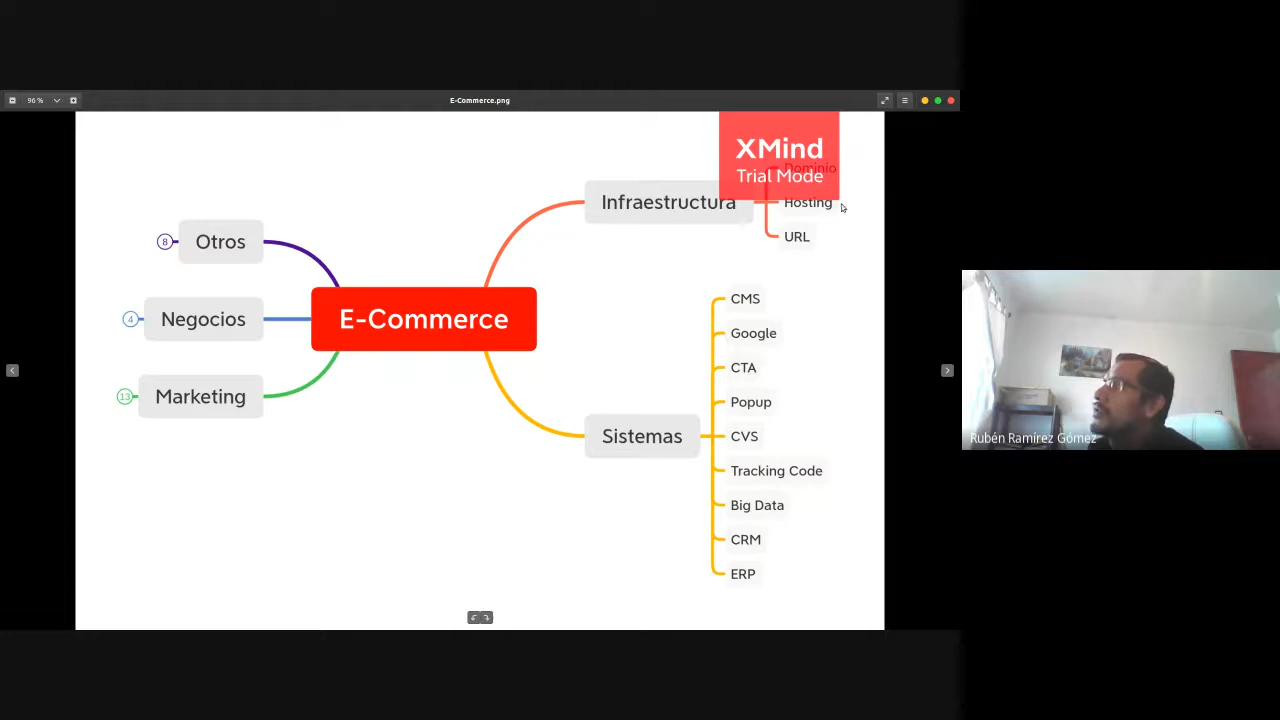 96 %
E-Commerce.png
XMind
Trial Mode
Dominio
Infraestructura
Hosting
URL
8
Otros
4
Negocios
13
Marketing
E-Commerce
Sistemas
CMS
Google
CTA
Popup
CVS
Tracking Code
Big Data
CRM
ERP
Rubén Ramírez Gómez